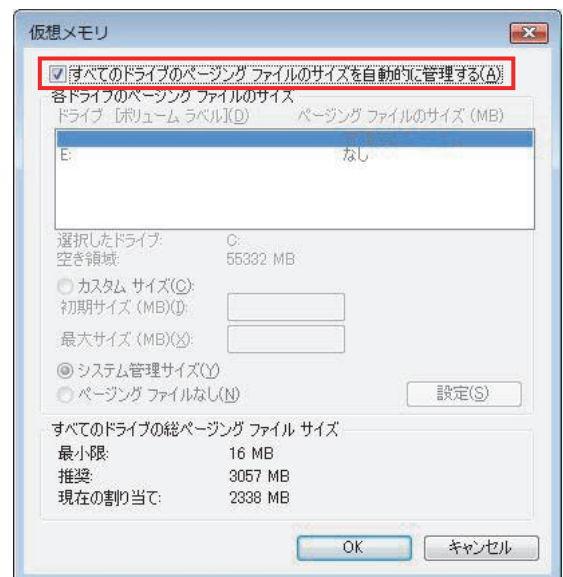 仮想メモリ
すべてのドライブのページング ファイルのサイズを自動的に管理する(A)
各ドライブのページング ファイルのサイズ
ドライブ [ボリューム ラベル](D) ページング ファイルのサイズ (MB)
E: なし
選択したドライブ: C:
空き領域: 55332 MB
カスタム サイズ(C):
初期サイズ (MB)(I):
最大サイズ (MB)(X):
システム管理サイズ(Y)
ページング ファイルなし(N) 設定(S)
すべてのドライブの総ページング ファイル サイズ
最小限: 16 MB
推奨: 3057 MB
現在の割り当て: 2338 MB
OK キャンセル